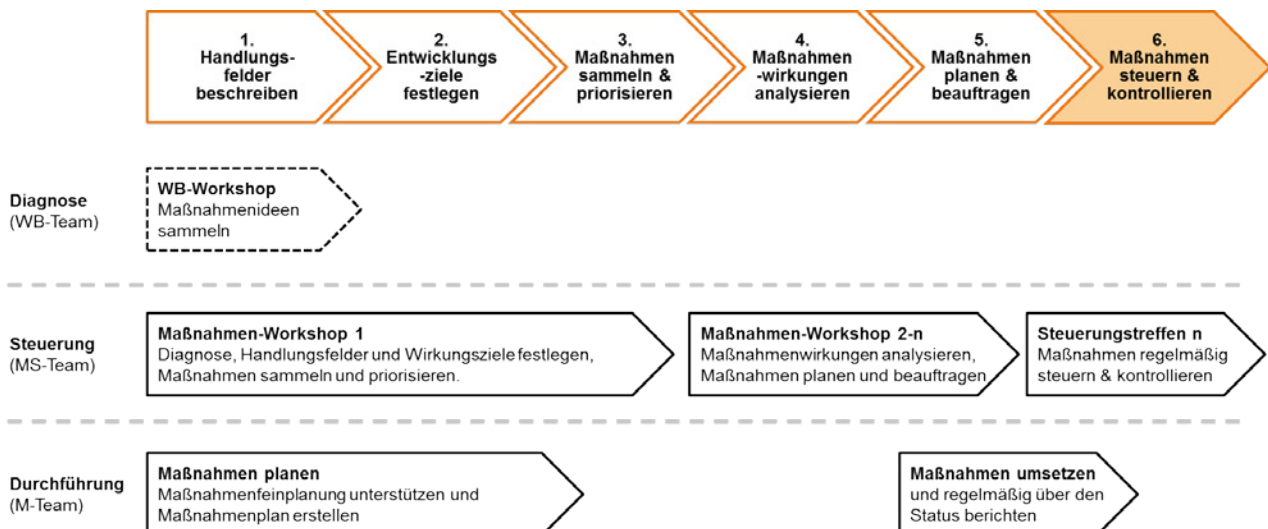 1.
Handlungs-
felder
beschreiben
2.
Entwicklungs
-ziele
festlegen
3.
Maßnahmen
sammeln &
priorisieren
4.
Maßnahmen
-wirkungen
analysieren
5.
Maßnahmen
planen &
beauftragen
6.
Maßnahmen
steuern &
kontrollieren
Diagnose
(WB-Team)
WB-Workshop
Maßnahmenideen
sammeln
Steuerung
(MS-Team)
Maßnahmen-Workshop 1
Diagnose, Handlungsfelder und Wirkungsziele festlegen,
Maßnahmen sammeln und priorisieren.
Maßnahmen-Workshop 2-n
Maßnahmenwirkungen analysieren,
Maßnahmen planen und beauftragen
Steuerungstreffen n
Maßnahmen regelmäßig
steuern & kontrollieren
Durchführung
(M-Team)
Maßnahmen planen
Maßnahmenfeinplanung unterstützen und
Maßnahmenplan erstellen
Maßnahmen umsetzen
und regelmäßig über den
Status berichten